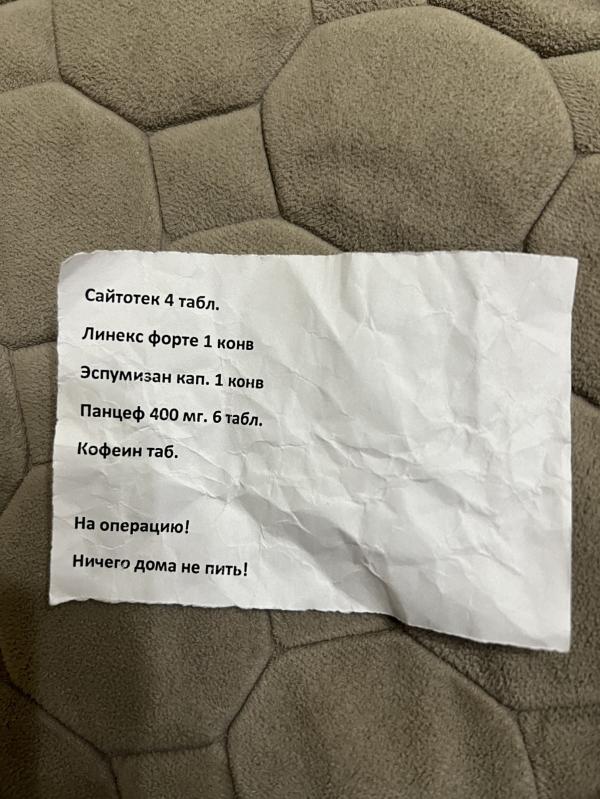 Сайтотек 4 табл.
Линекс форте 1 конв
Эспумизан кап. 1 конв
Панцеф 400 мг. 6 табл.
Кофеин таб.
На операцию!
Ничего дома не пить!